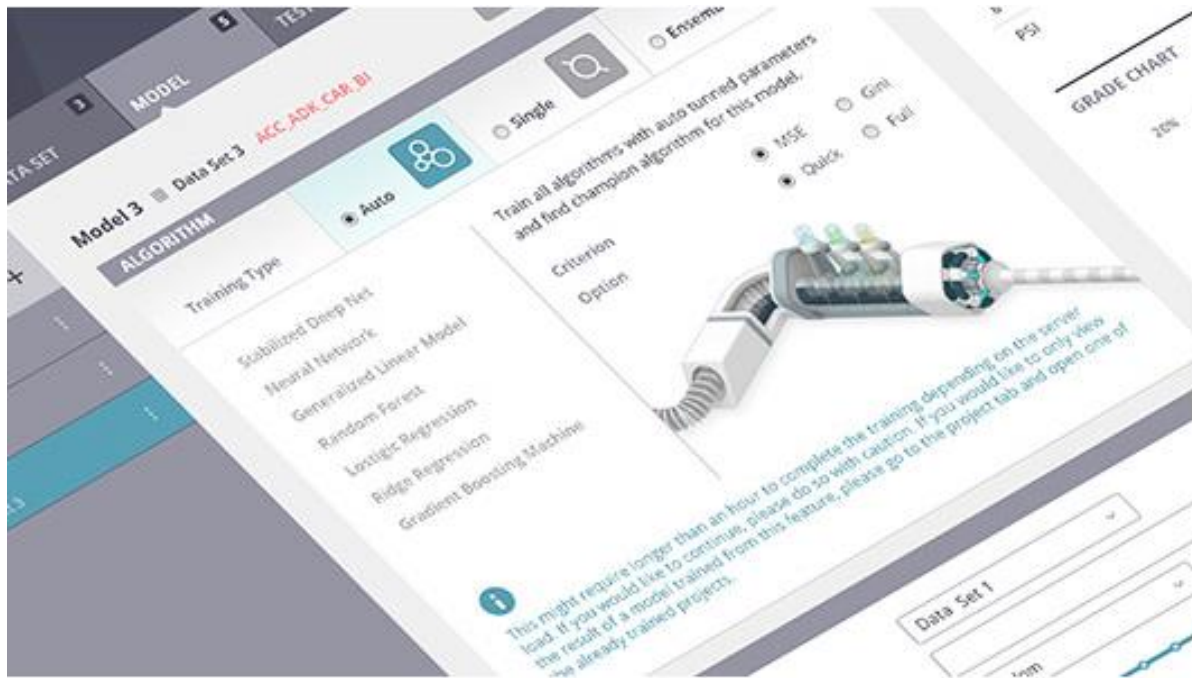 3
5
MODEL
Model 3
Data Set 3
ACC_ADK_CAR_BI
ALGORITHM
Training Type
Auto
Single
Train all algorithms with auto tunned parameters
and find champion algorithm for this model.
Criterion
MSE
Gini
Option
Quick
Full
Stabilized Deep Net
Neural Network
Generalized Linear Model
Random Forest
Lostigic Regression
Ridge Regression
Gradient Boosting Machine
This might require longer than an hour to complete the training depending on the server
load. If you would like to continue, please do so with caution. If you would like to only view
the result of a model trained from this feature, please go to the project tab and open one of
the already trained projects.
PSI
GRADE CHART
20%
Data Set 1